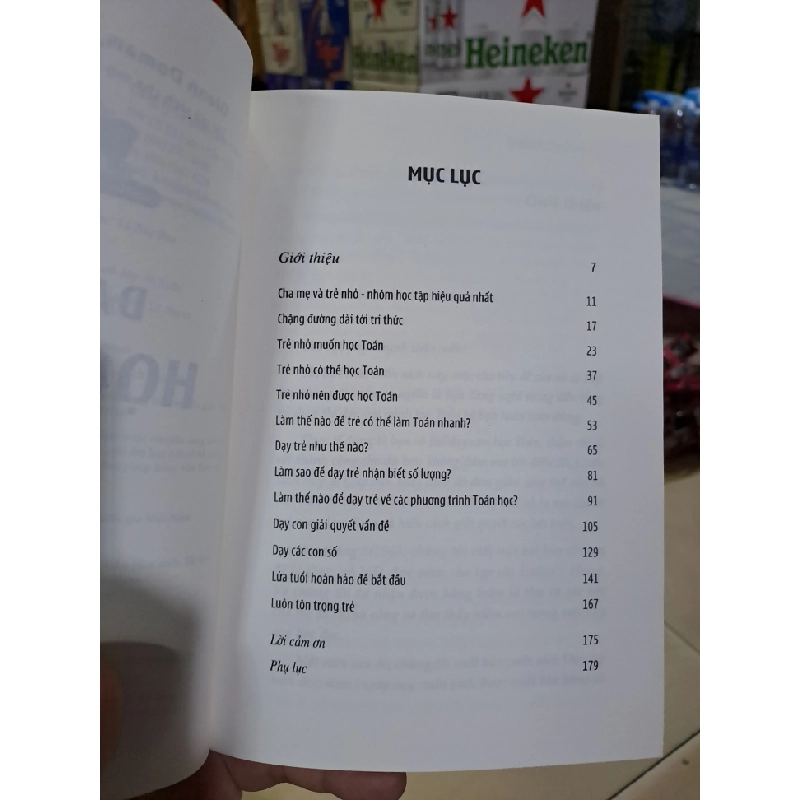 Heineken
Heineken
MỤC LỤC
Giới thiệu 7
Cha mẹ và trẻ nhỏ - nhóm học tập hiệu quả nhất 11
Chặng đường dài tới tri thức 17
Trẻ nhỏ muốn học Toán 23
Trẻ nhỏ có thể học Toán 37
Trẻ nhỏ nên được học Toán 45
Làm thế nào để trẻ có thể làm Toán nhanh? 53
Dạy trẻ như thế nào? 65
Làm sao để dạy trẻ nhận biết số lượng? 81
Làm thế nào để dạy trẻ về các phương trình Toán học? 91
Dạy con giải quyết vấn đề 105
Dạy các con số 129
Lứa tuổi hoàn hảo để bắt đầu 141
Luôn tôn trọng trẻ 167
Lời cảm ơn 175
Phụ lục 179